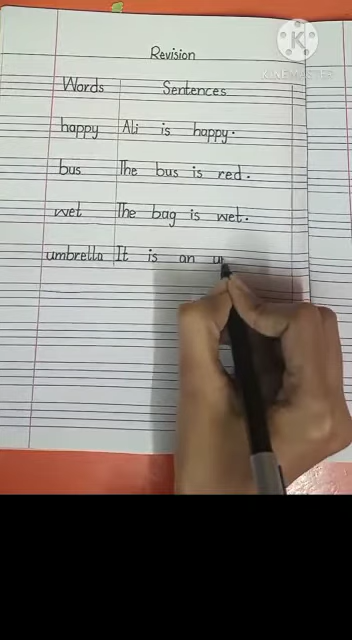 K
KINEMASTER
Revision
Words Sentences
happy Ali is happy.
bus The bus is red.
wet The bag is wet.
umbrella It is an u